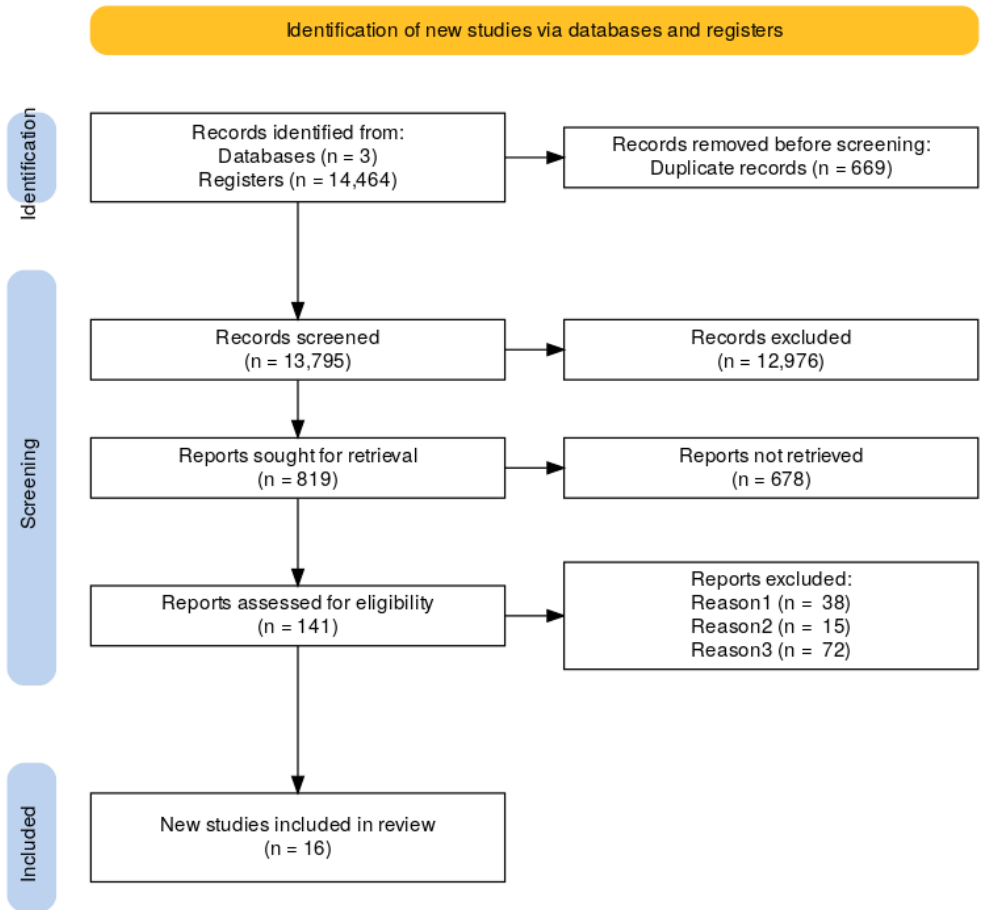 Identification of new studies via databases and registers
Identification
Records identified from:
Databases (n = 3)
Registers (n = 14,464)
Records removed before screening:
Duplicate records (n = 669)
Screening
Records screened
(n = 13,795)
Records excluded
(n = 12,976)
Reports sought for retrieval
(n = 819)
Reports not retrieved
(n = 678)
Reports assessed for eligibility
(n = 141)
Reports excluded:
Reason1 (n = 38)
Reason2 (n = 15)
Reason3 (n = 72)
Included
New studies included in review
(n = 16)